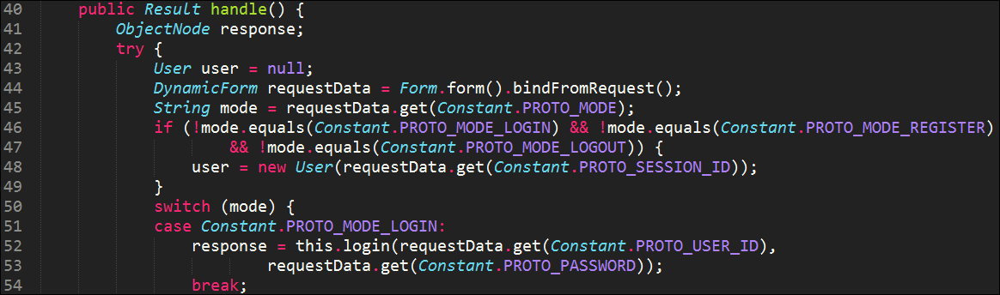 40 public Result handle() {
41 ObjectNode response;
42 try {
43 User user = null;
44 DynamicForm requestData = Form.form().bindFromRequest();
45 String mode = requestData.get(Constant.PROTO_MODE);
46 if (!mode.equals(Constant.PROTO_MODE_LOGIN) && !mode.equals(Constant.PROTO_MODE_REGISTER)
47 && !mode.equals(Constant.PROTO_MODE_LOGOUT)) {
48 user = new User(requestData.get(Constant.PROTO_SESSION_ID));
49 }
50 switch (mode) {
51 case Constant.PROTO_MODE_LOGIN:
52 response = this.login(requestData.get(Constant.PROTO_USER_ID),
53 requestData.get(Constant.PROTO_PASSWORD));
54 break;